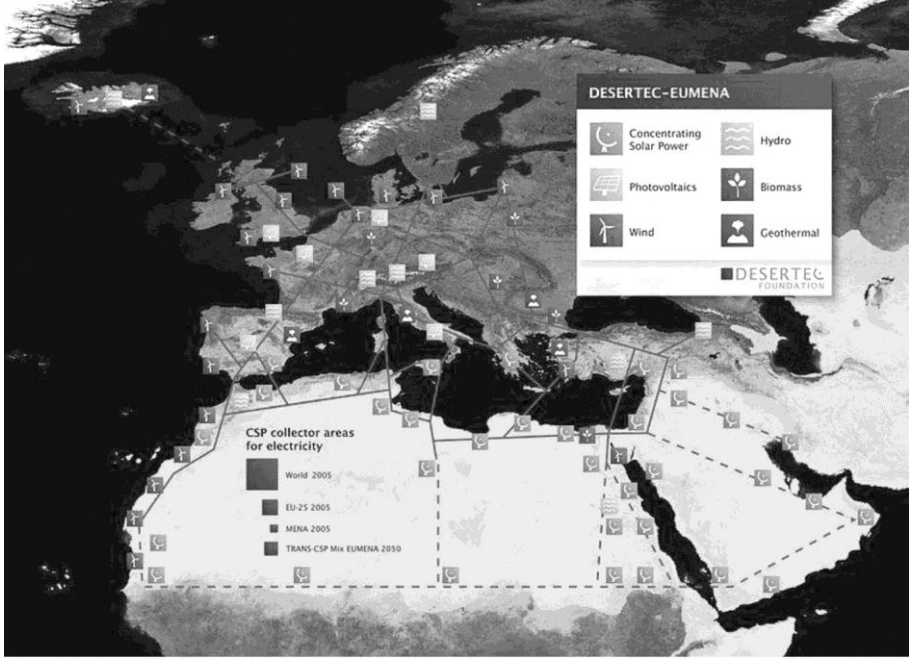 DESERTEC–EUMENA
Concentrating
Solar Power
Hydro
Photovoltaics
Biomass
Wind
Geothermal
DESERTEC
FOUNDATION
CSP collector areas
for electricity
World 2005
EU-25 2005
MENA 2005
TRANS-CSP Mix EUMENA 2050